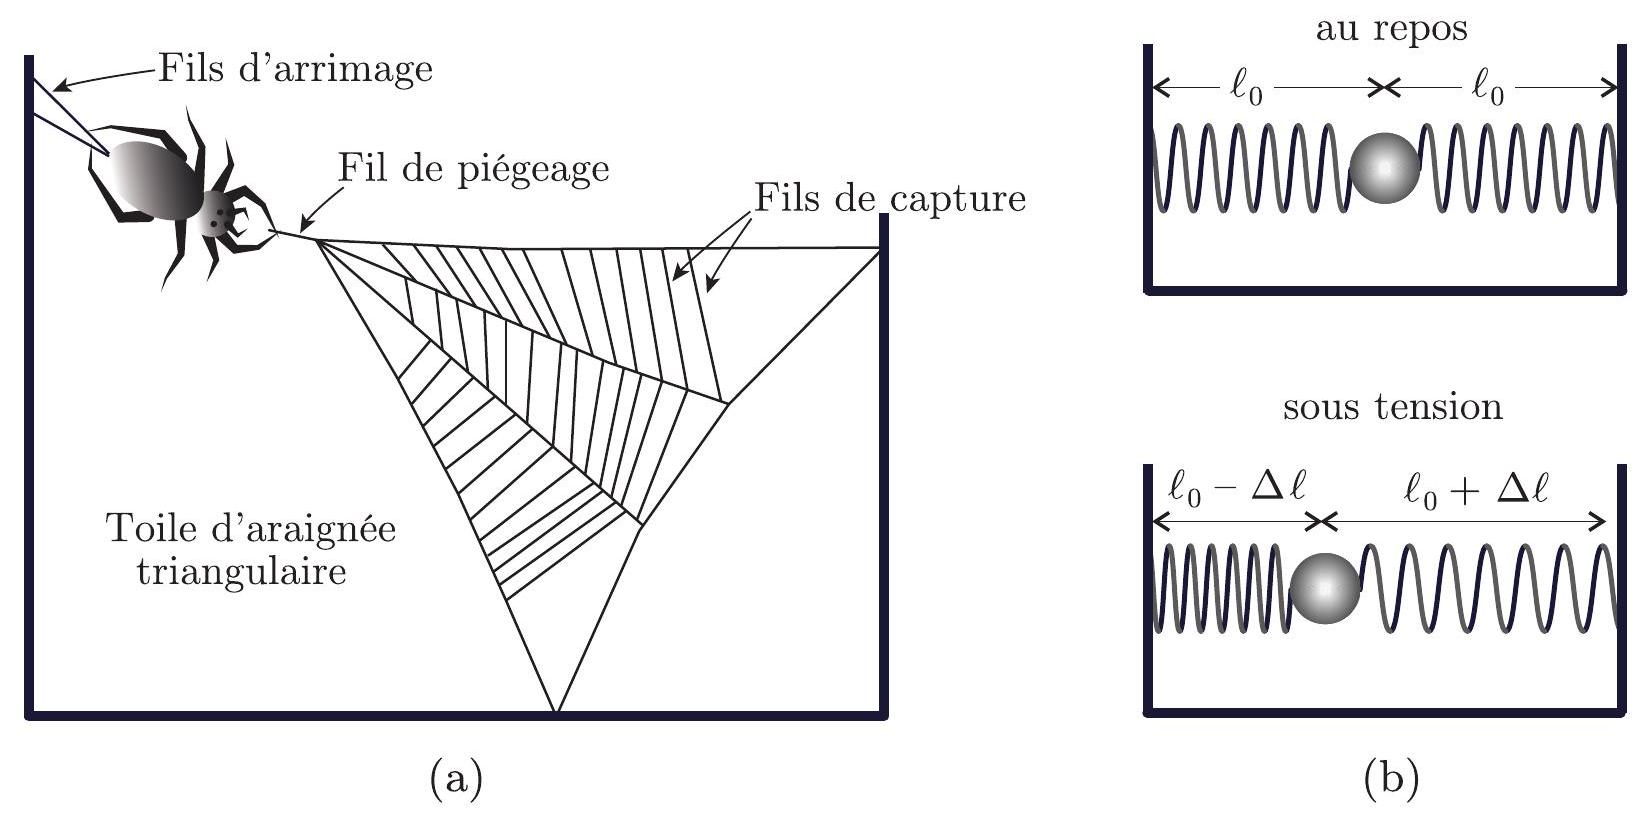 Fils d'arrimage
Fil de piégeage
Fils de capture
Toile d'araignée
triangulaire
(a)
au repos
ℓ₀ ℓ₀
sous tension
ℓ₀ − Δℓ ℓ₀ + Δℓ
(b)